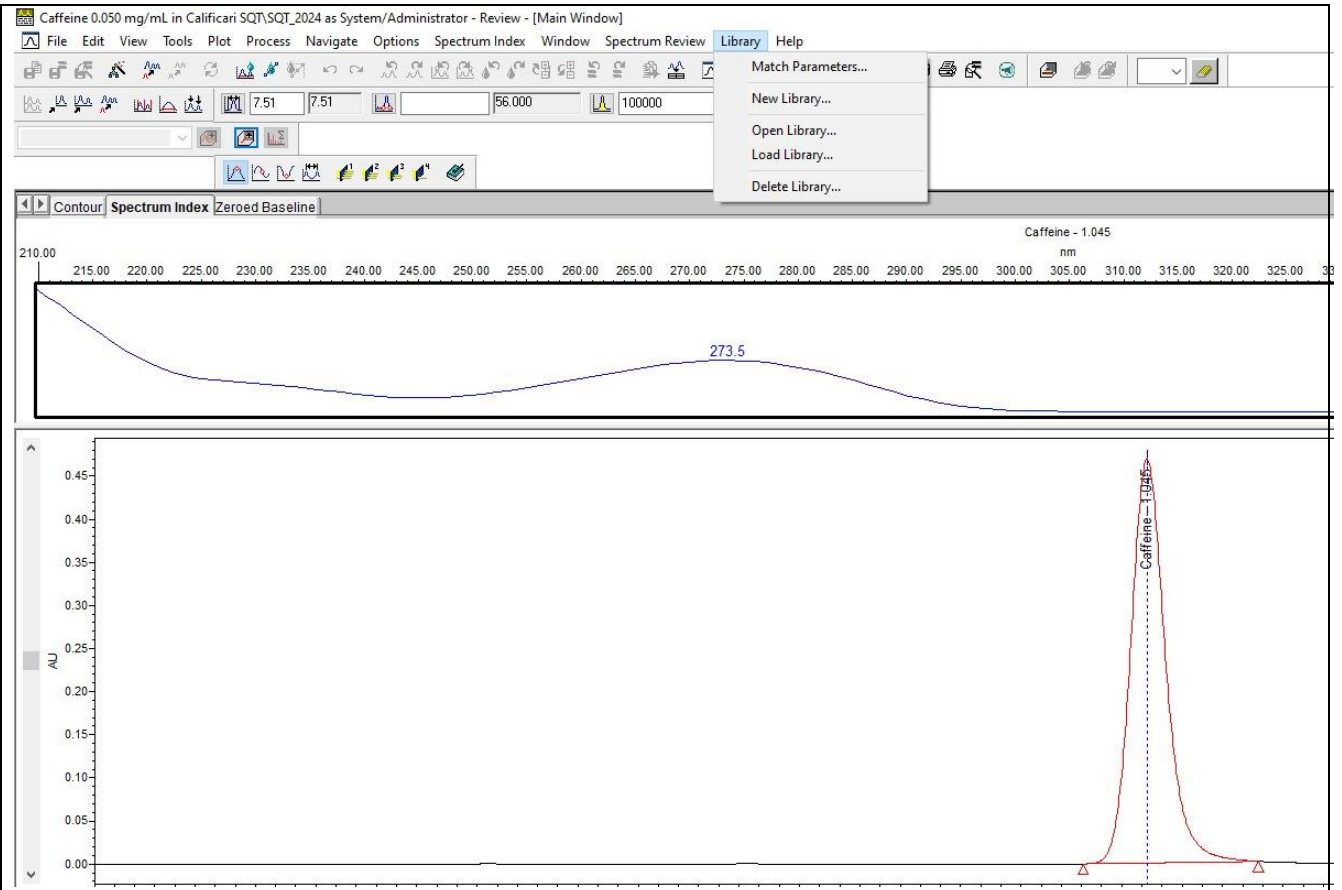 Caffeine 0.050 mg/mL in Calificari SQT\SQT_2024 as System/Administrator - Review - [Main Window]
File Edit View Tools Plot Process Navigate Options Spectrum Index Window Spectrum Review Library Help
Match Parameters...
New Library...
Open Library...
Load Library...
Delete Library...
7.51 7.51 56.000 100000
1 2 3 4
Contour Spectrum Index Zeroed Baseline
Caffeine - 1.045
nm
210.00
215.00 220.00 225.00 230.00 235.00 240.00 245.00 250.00 255.00 260.00 265.00 270.00 275.00 280.00 285.00 290.00 295.00 300.00 305.00 310.00 315.00 320.00 325.00 33
273.5
0.45
0.40
0.35
0.30
0.25
0.20
0.15
0.10
0.05
0.00
AU
Caffeine - 1.045